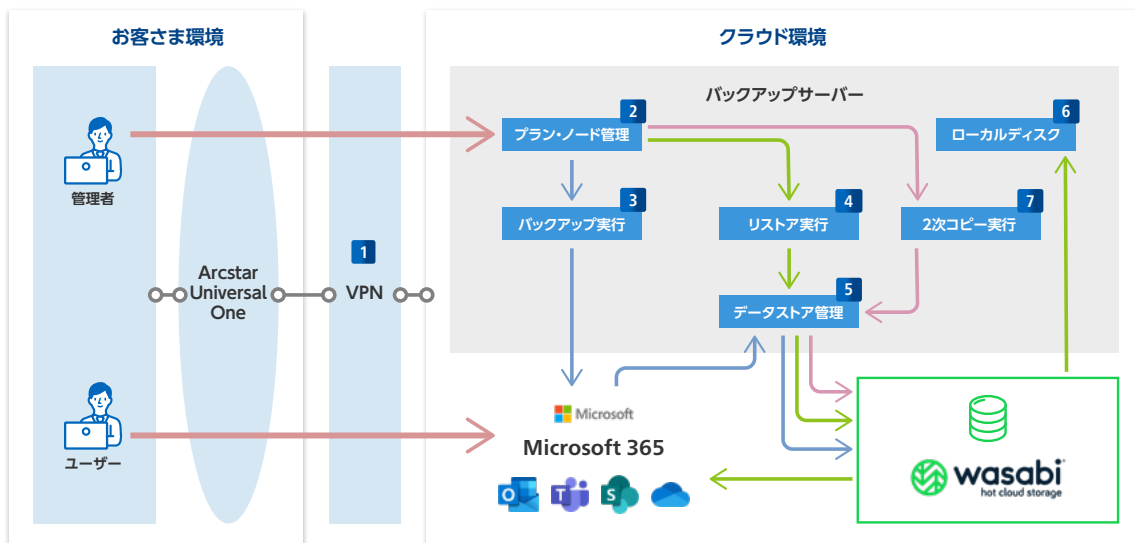 お客さま環境
クラウド環境
バックアップサーバー
2
プラン・ノード管理
6
ローカルディスク
管理者
3
バックアップ実行
4
リストア実行
7
2次コピー実行
1
VPN
Arcstar
Universal
One
5
データストア管理
Microsoft
Microsoft 365
ユーザー
O
T
S
wasabi
hot cloud storage